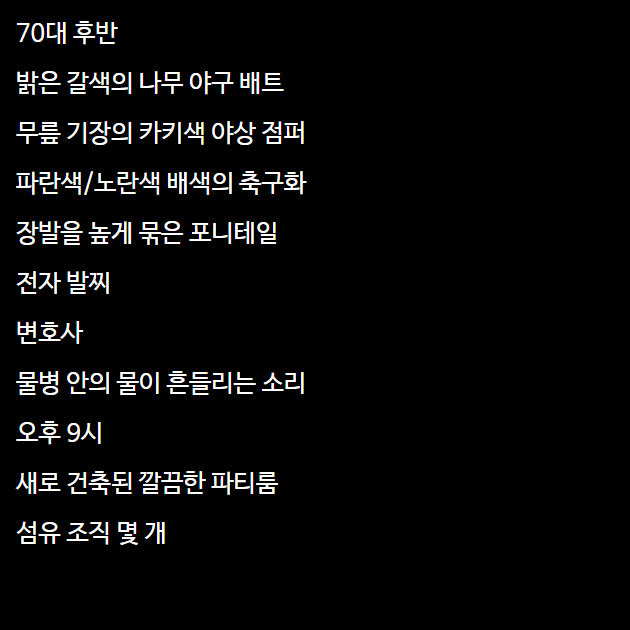 70대 후반
밝은 갈색의 나무 야구 배트
무릎 기장의 카키색 야상 점퍼
파란색/노란색 배색의 축구화
장발을 높게 묶은 포니테일
전자 발찌
변호사
물병 안의 물이 흔들리는 소리
오후 9시
새로 건축된 깔끔한 파티룸
섬유 조직 몇 개